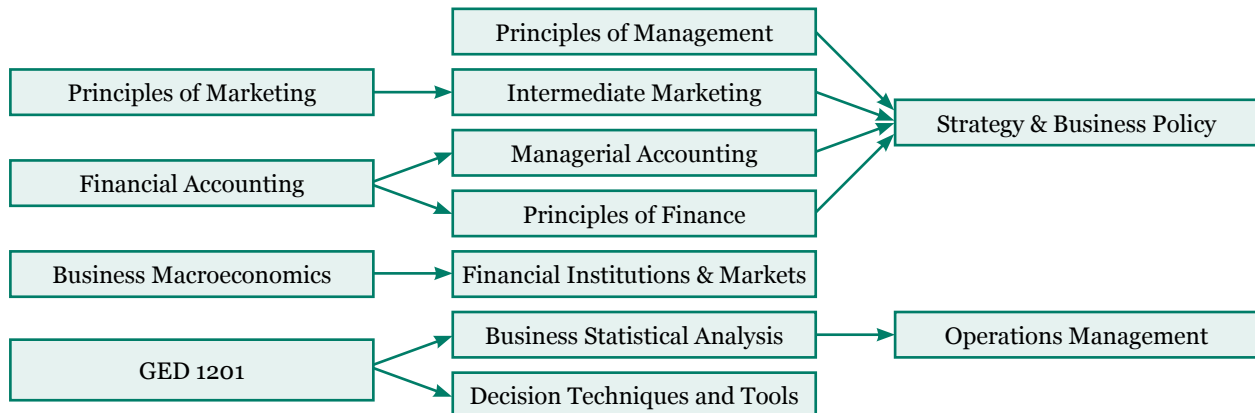 Principles of Management
Principles of Marketing
Intermediate Marketing
Strategy & Business Policy
Managerial Accounting
Financial Accounting
Principles of Finance
Business Macroeconomics
Financial Institutions & Markets
Business Statistical Analysis
Operations Management
GED 1201
Decision Techniques and Tools